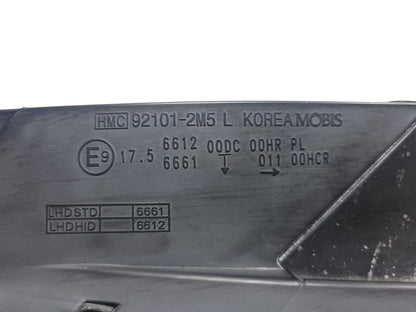 HMC 92101-2M5 L KOREA MOBIS
E9 17.5 6612 00DC 00HR PL
6661 011 00HCR
LHDSTD 6661
LHDHID 6612